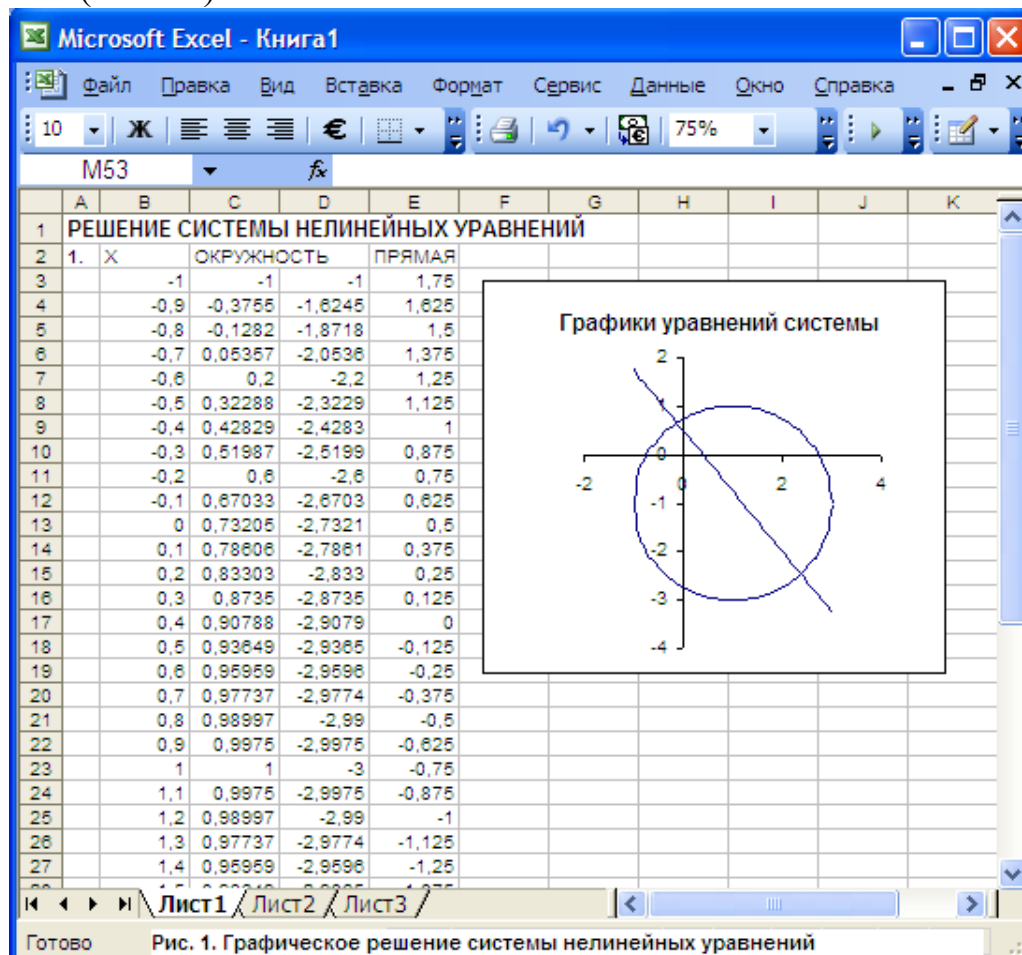 Microsoft Excel - Книга1
Файл Правка Вид Вставка Формат Сервис Данные Окно Справка
10 Ж € 75%
M53 fx
A B C D E F G H I J K
1 РЕШЕНИЕ СИСТЕМЫ НЕЛИНЕЙНЫХ УРАВНЕНИЙ
2 1. X ОКРУЖНОСТЬ ПРЯМАЯ
3 -1 -1 -1 1,75
4 -0,9 -0,3755 -1,6245 1,625
5 -0,8 -0,1282 -1,8718 1,5
6 -0,7 0,05357 -2,0536 1,375
7 -0,6 0,2 -2,2 1,25
8 -0,5 0,32288 -2,3229 1,125
9 -0,4 0,42829 -2,4283 1
10 -0,3 0,51987 -2,5199 0,875
11 -0,2 0,6 -2,6 0,75
12 -0,1 0,67033 -2,6703 0,625
13 0 0,73205 -2,7321 0,5
14 0,1 0,78606 -2,7861 0,375
15 0,2 0,83303 -2,833 0,25
16 0,3 0,8735 -2,8735 0,125
17 0,4 0,90788 -2,9079 0
18 0,5 0,93649 -2,9365 -0,125
19 0,6 0,95959 -2,9596 -0,25
20 0,7 0,97737 -2,9774 -0,375
21 0,8 0,98997 -2,99 -0,5
22 0,9 0,9975 -2,9975 -0,625
23 1 1 -3 -0,75
24 1,1 0,9975 -2,9975 -0,875
25 1,2 0,98997 -2,99 -1
26 1,3 0,97737 -2,9774 -1,125
27 1,4 0,95959 -2,9596 -1,25
Графики уравнений системы
2
1
0
-2 0 2 4
-1
-2
-3
-4
Лист1 Лист2 Лист3
Готово Рис. 1. Графическое решение системы нелинейных уравнений